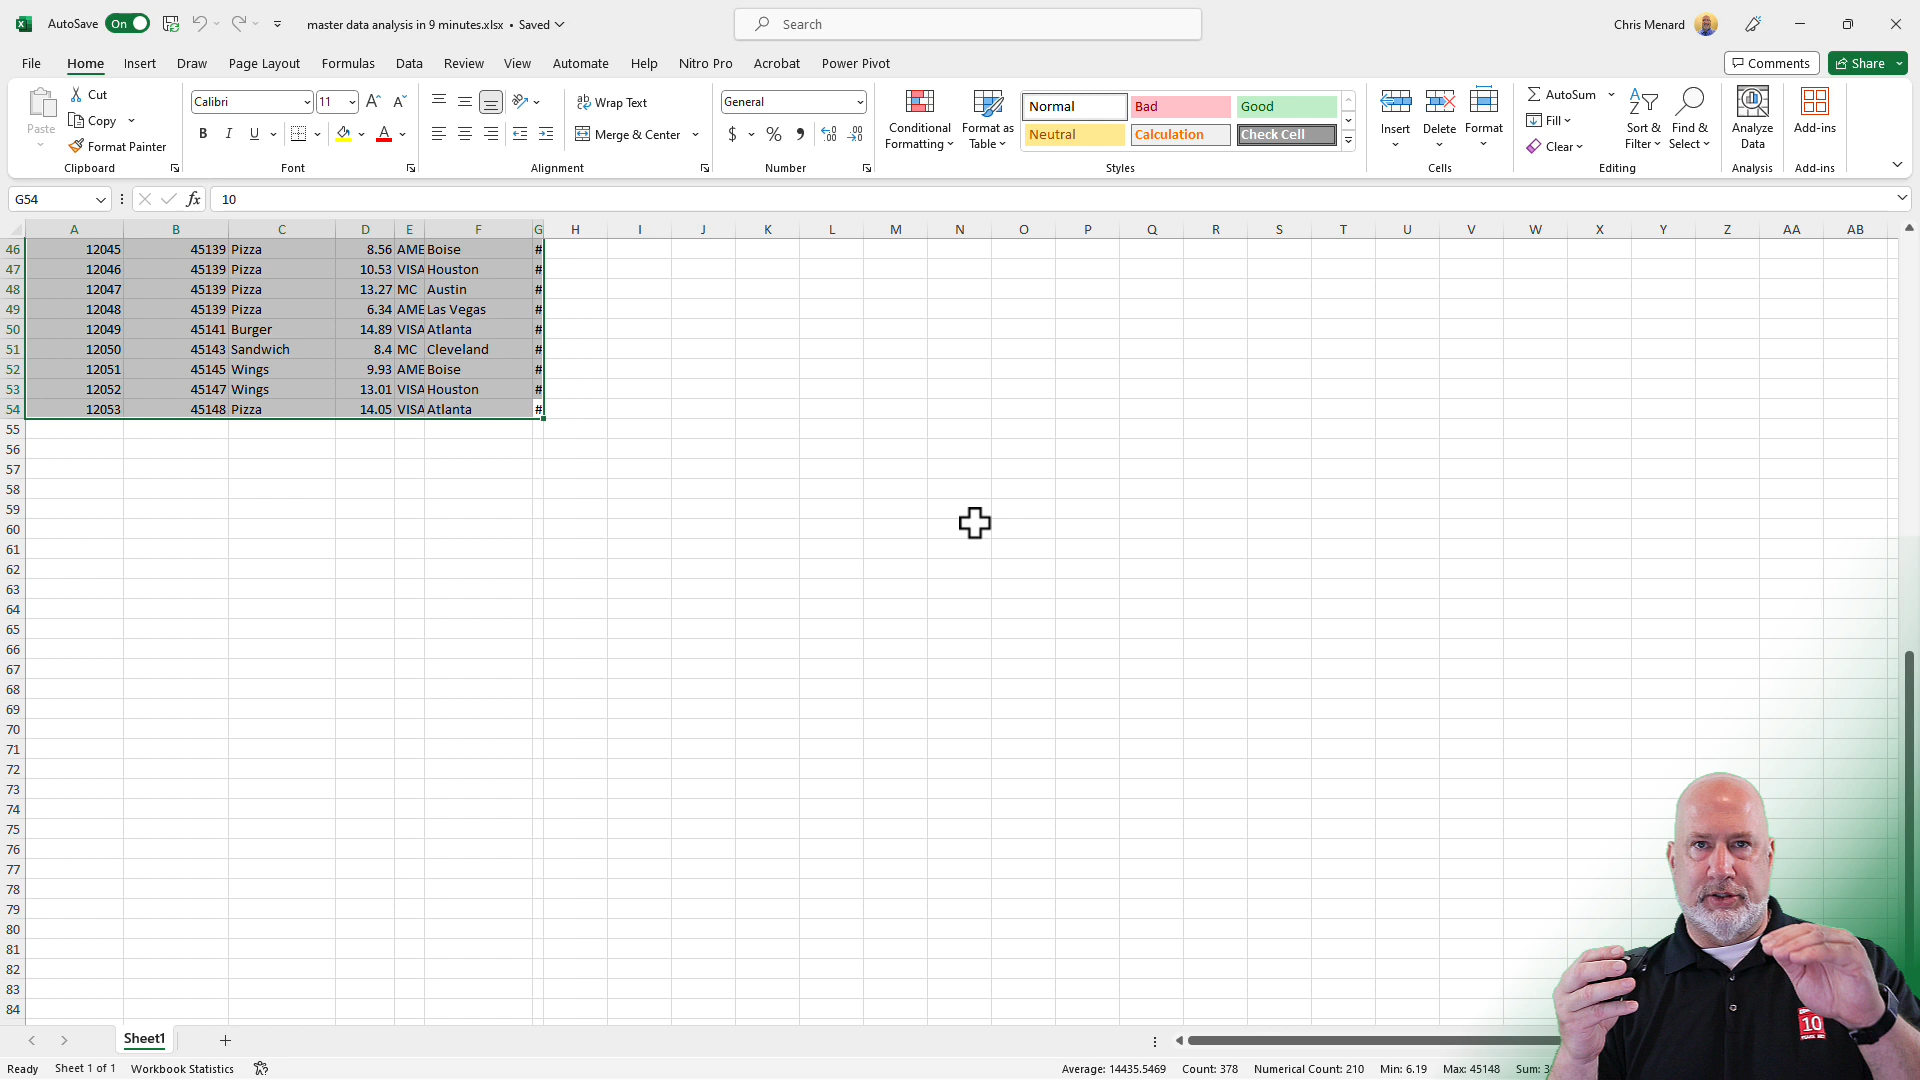 AutoSave On master data analysis in 9 minutes.xlsx • Saved Search Chris Menard
File Home Insert Draw Page Layout Formulas Data Review View Automate Help Nitro Pro Acrobat Power Pivot Comments Share
Paste Cut Copy Format Painter Clipboard
Calibri 11 B I U A Font
ab Wrap Text Merge & Center Alignment
General $ % 9 Number
Conditional Formatting Format as Table
Normal Bad Good
Neutral Calculation Check Cell
Styles
Insert Delete Format Cells
AutoSum Fill Clear Sort & Filter Find & Select Editing
Analyze Data Analysis
Add-ins Add-ins
G54 fx 10
A B C D E F G H I J K L M N O P Q R S T U V W X Y Z AA AB
46 12045 45139 Pizza 8.56 AME Boise #
47 12046 45139 Pizza 10.53 VISA Houston #
48 12047 45139 Pizza 13.27 MC Austin #
49 12048 45139 Pizza 6.34 AME Las Vegas #
50 12049 45141 Burger 14.89 VISA Atlanta #
51 12050 45143 Sandwich 8.4 MC Cleveland #
52 12051 45145 Wings 9.93 AME Boise #
53 12052 45147 Wings 13.01 VISA Houston #
54 12053 45148 Pizza 14.05 VISA Atlanta #
55
56
57
58
59
60
61
62
63
64
65
66
67
68
69
70
71
72
73
74
75
76
77
78
79
80
81
82
83
84
10
Sheet1
Ready Sheet 1 of 1 Workbook Statistics Average: 14435.5469 Count: 378 Numerical Count: 210 Min: 6.19 Max: 45148 Sum: